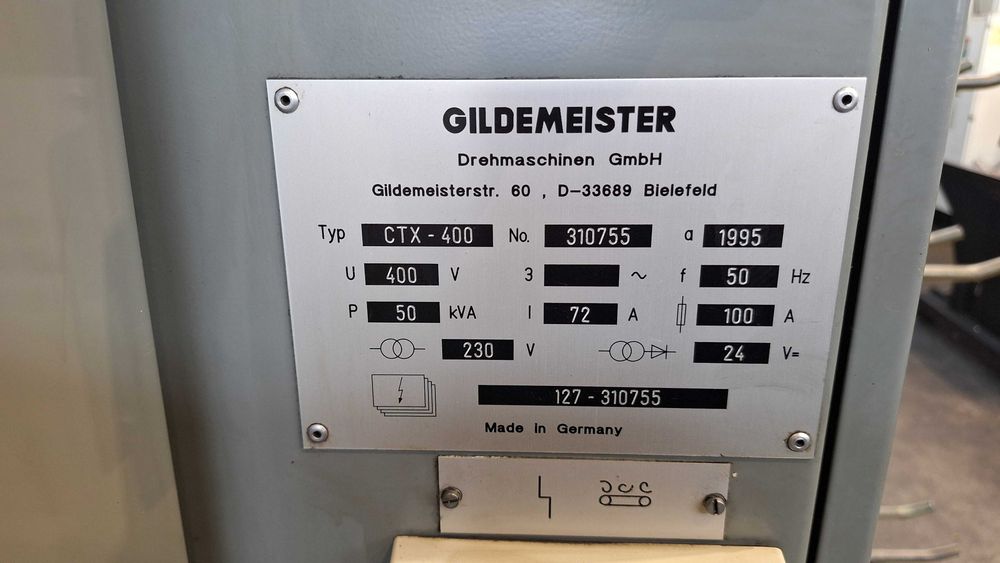 GILDEMEISTER
Drehmaschinen GmbH
Gildemeisterstr. 60 , D-33689 Bielefeld
Typ CTX - 400 No. 310755 a 1995
U 400 V 3 ~ f 50 Hz
P 50 kVA I 72 A 100 A
230 V 24 V=
127 - 310755
Made in Germany